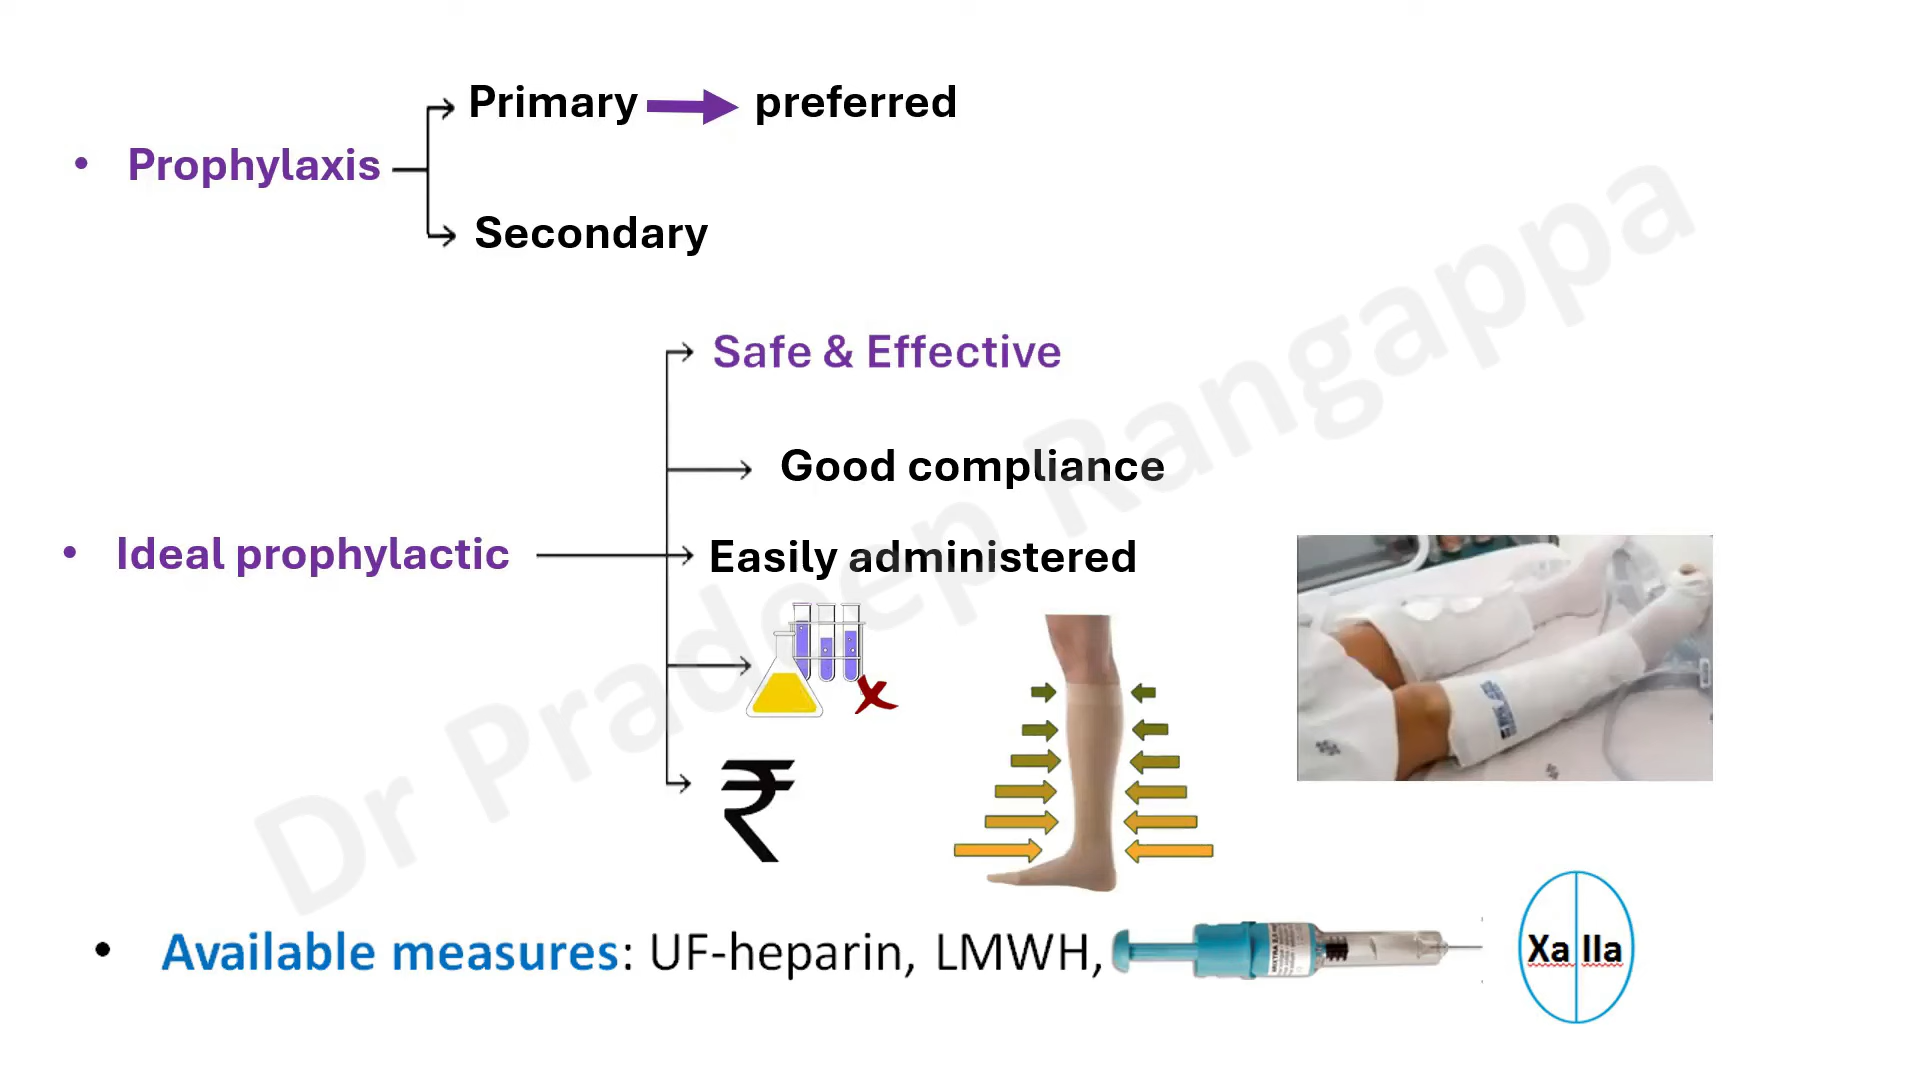 Primary preferred
• Prophylaxis
Secondary
Safe & Effective
Good compliance
• Ideal prophylactic
Easily administered
₹
• Available measures: UF-heparin, LMWH,
Xa IIa
Dr Pradeep Rangappa